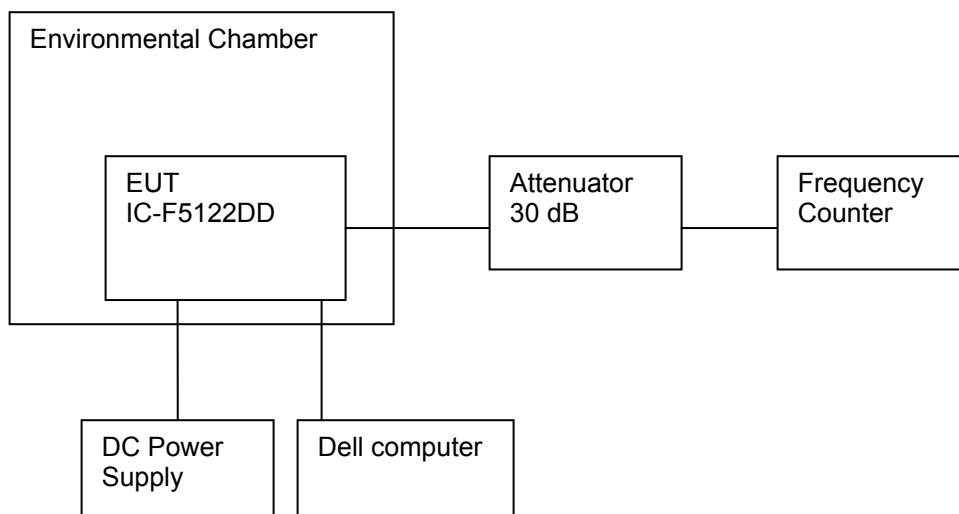 Environmental Chamber
EUT
IC-F5122DD
Attenuator
30 dB
Frequency
Counter
DC Power
Supply
Dell computer